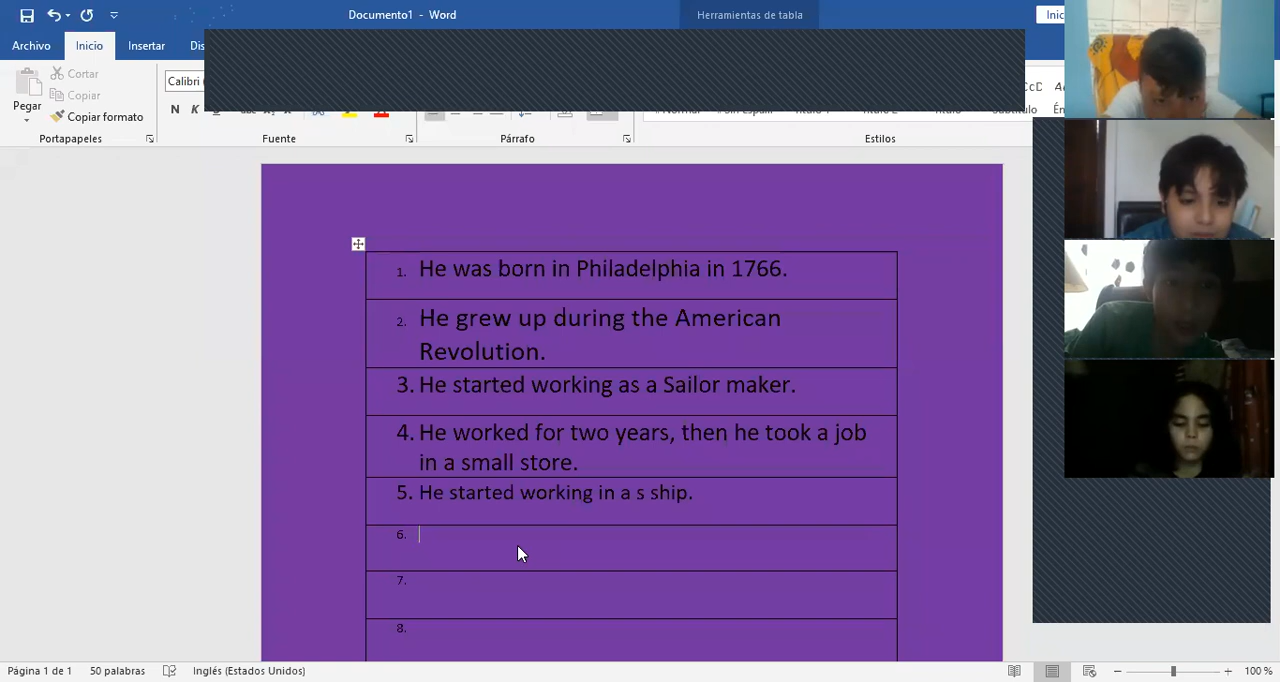 Documento1 - Word
Herramientas de tabla
Inic
Archivo
Inicio
Insertar
Dis
Pegar
Cortar
Copiar
Copiar formato
Calibri (
N K
Portapapeles
Fuente
Párrafo
Estilos
1. He was born in Philadelphia in 1766.
2. He grew up during the American
Revolution.
3. He started working as a Sailor maker.
4. He worked for two years, then he took a job
in a small store.
5. He started working in a s ship.
6.
7.
8.
Página 1 de 1
50 palabras
Inglés (Estados Unidos)
100 %